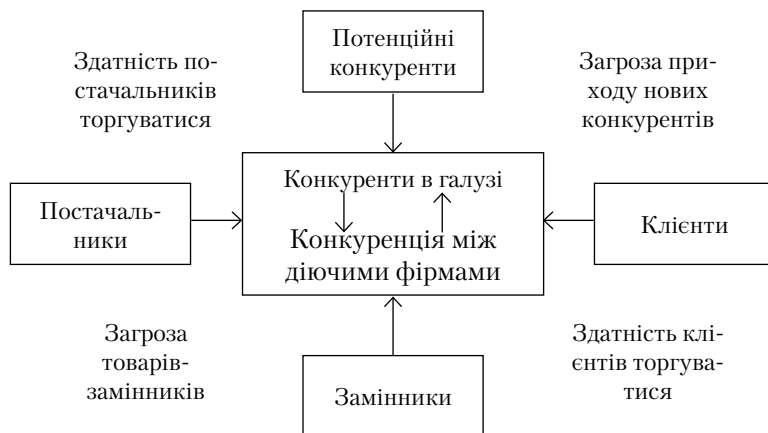 Потенційні
конкуренти
Здатність по-
стачальників
торгуватися
Загроза при-
ходу нових
конкурентів
Конкуренти в галузі
Конкуренція між
діючими фірмами
Постачаль-
ники
Клієнти
Загроза
товарів-
замінників
Здатність клі-
єнтів торгува-
тися
Замінники